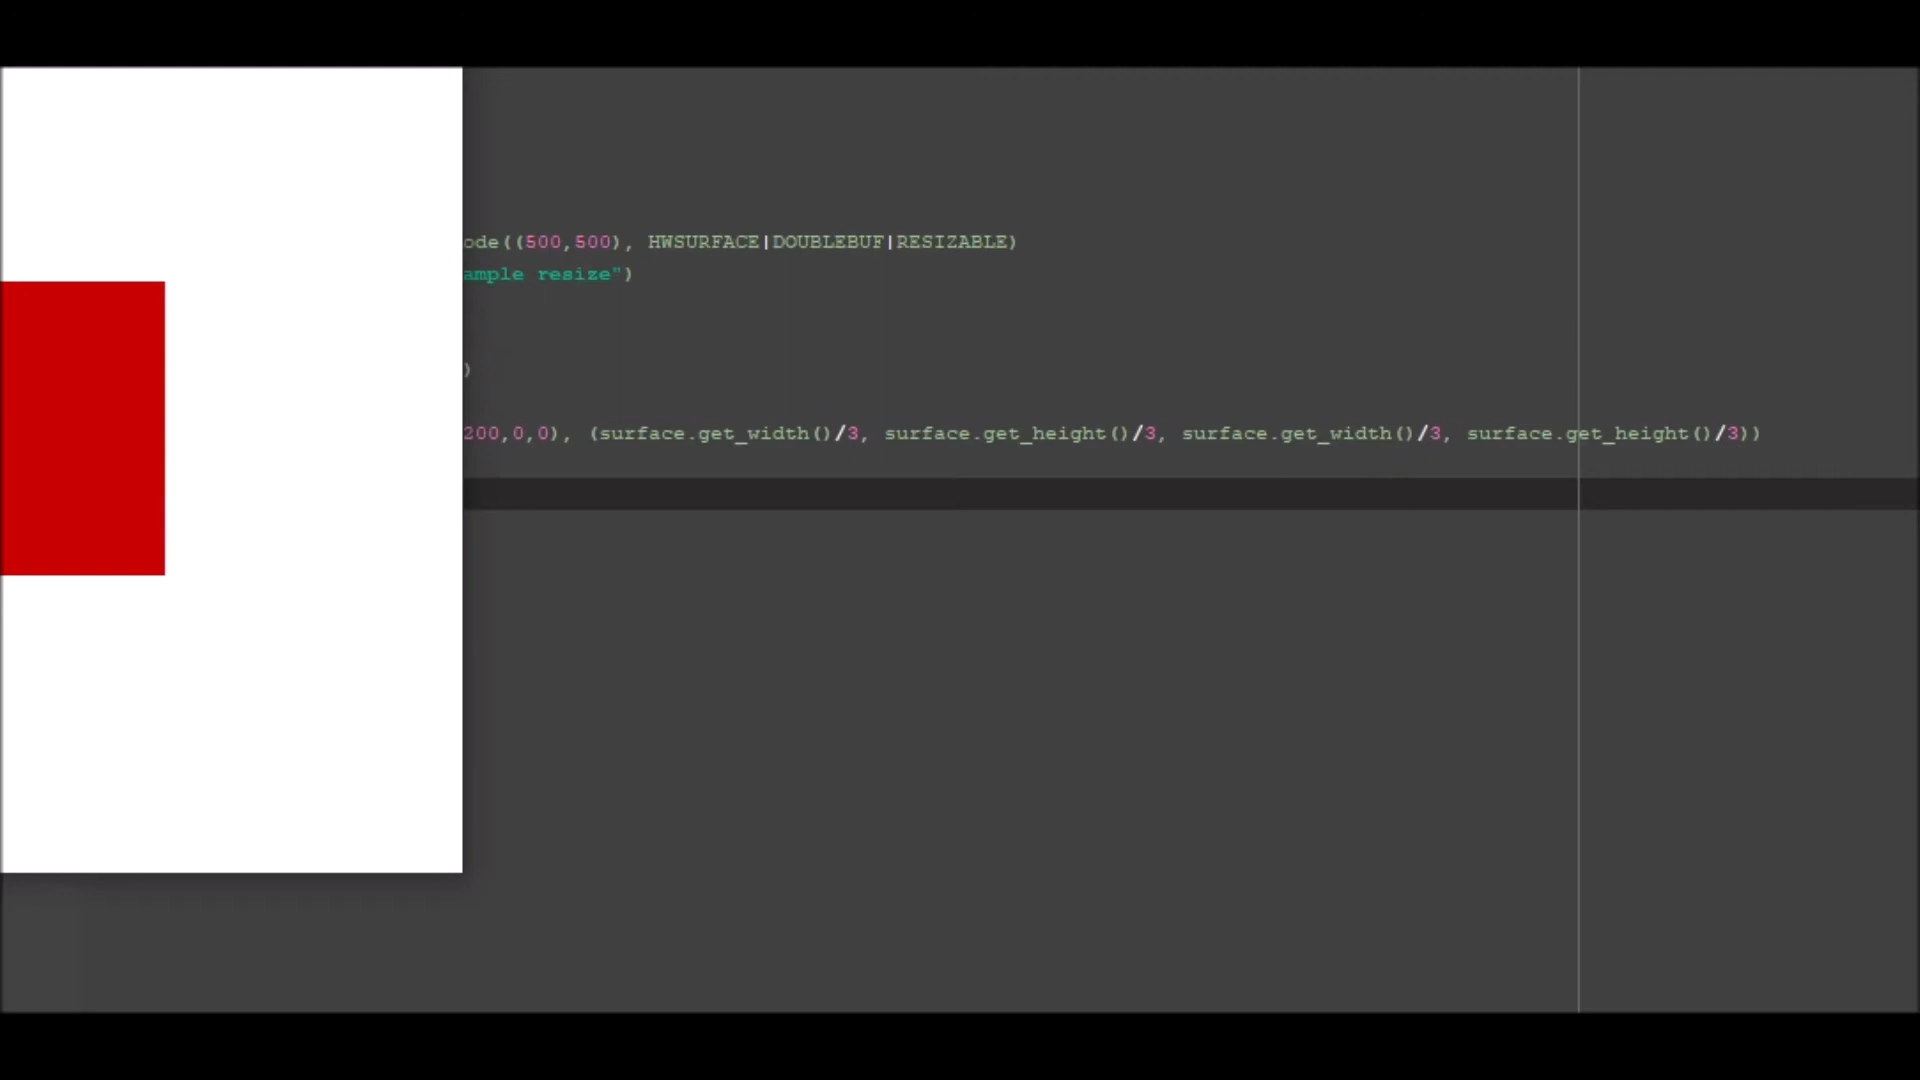 ode((500,500), HWSURFACE|DOUBLEBUF|RESIZABLE)
ample resize")
)
200,0,0), (surface.get_width()/3, surface.get_height()/3, surface.get_width()/3, surface.get_height()/3))